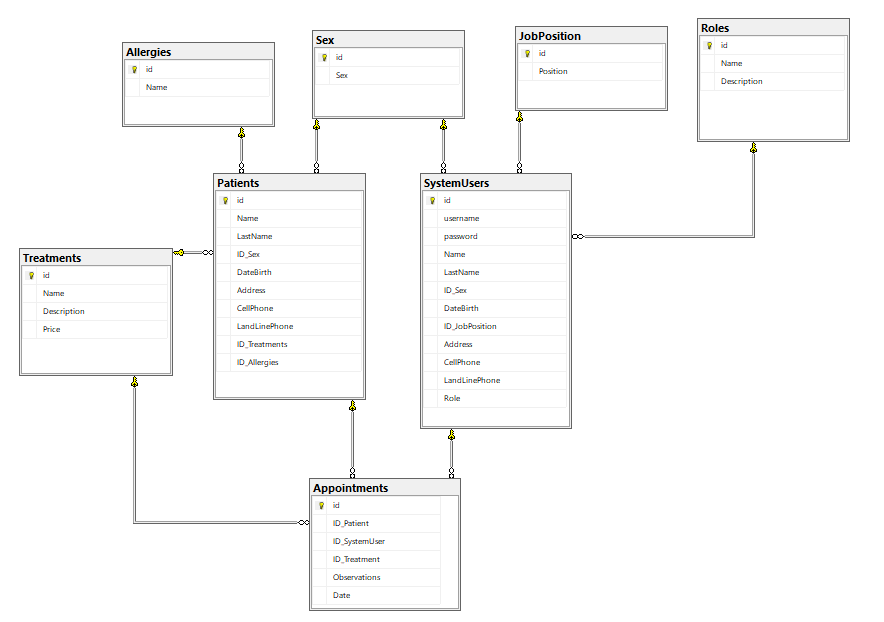 Allergies
id
Name
Sex
id
Sex
JobPosition
id
Position
Roles
id
Name
Description
Patients
id
Name
LastName
ID_Sex
DateBirth
Address
CellPhone
LandLinePhone
ID_Treatments
ID_Allergies
SystemUsers
id
username
password
Name
LastName
ID_Sex
DateBirth
ID_JobPosition
Address
CellPhone
LandLinePhone
Role
Treatments
id
Name
Description
Price
Appointments
id
ID_Patient
ID_SystemUser
ID_Treatment
Observations
Date